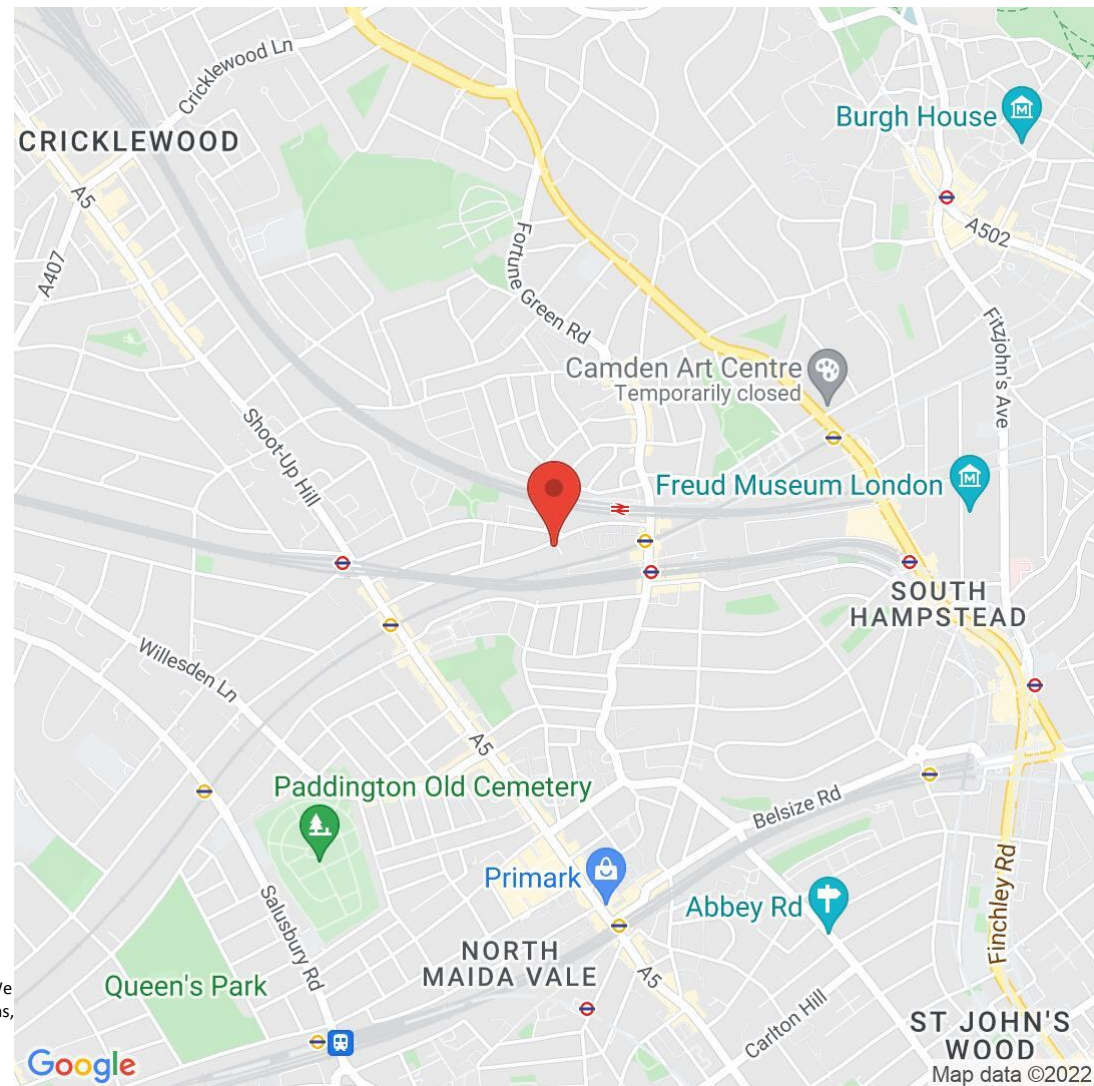 Cricklewood Ln
Burgh House
CRICKLEWOOD
A5
A502
A407
Fortune Green Rd
Fitzjohn's Ave
Camden Art Centre
Temporarily closed
Shoot-Up Hill
Freud Museum London
SOUTH
HAMPSTEAD
Willesden Ln
A5
Paddington Old Cemetery
Belsize Rd
Primark
Abbey Rd
Finchley Rd
Salusbury Rd
NORTH
MAIDA VALE
A5
Queen's Park
Carlton Hill
ST JOHN'S
WOOD
Google
Map data ©2022